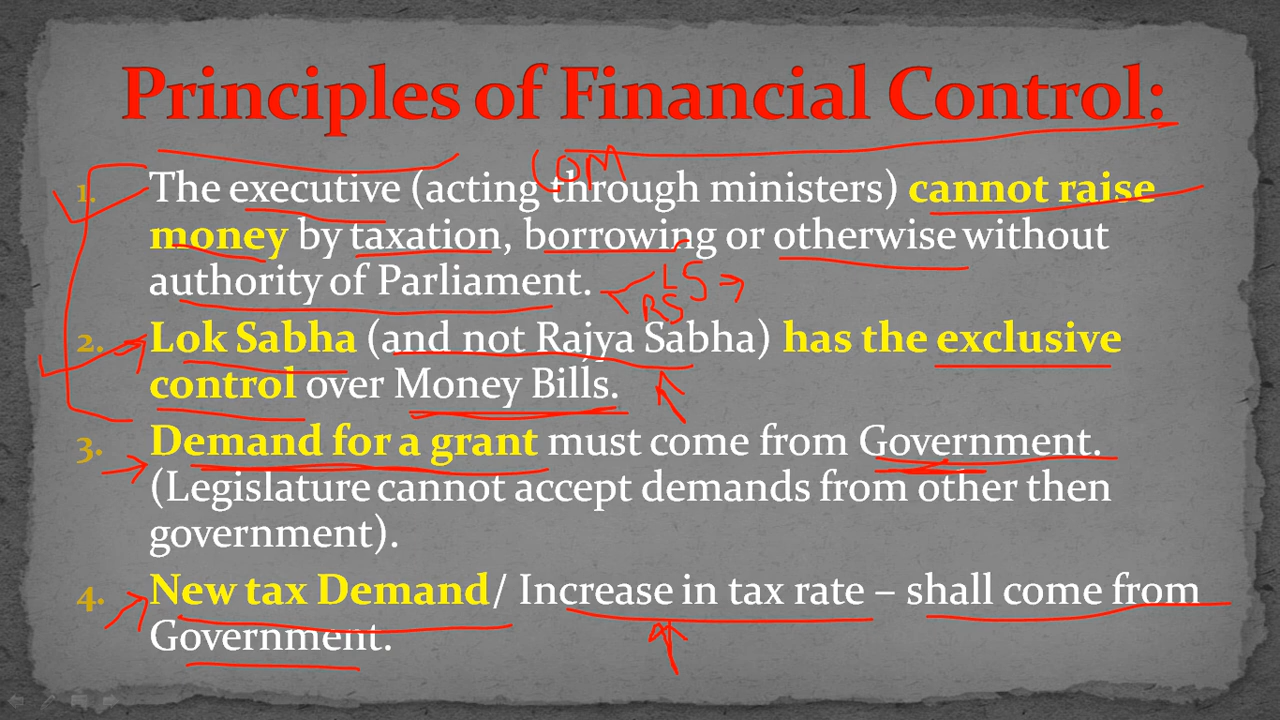 Principles of Financial Control:
COM
1. The executive (acting through ministers) cannot raise
money by taxation, borrowing or otherwise without
authority of Parliament.
LS
RS
2. Lok Sabha (and not Rajya Sabha) has the exclusive
control over Money Bills.
3. Demand for a grant must come from Government.
(Legislature cannot accept demands from other then
government).
4. New tax Demand/ Increase in tax rate – shall come from
Government.